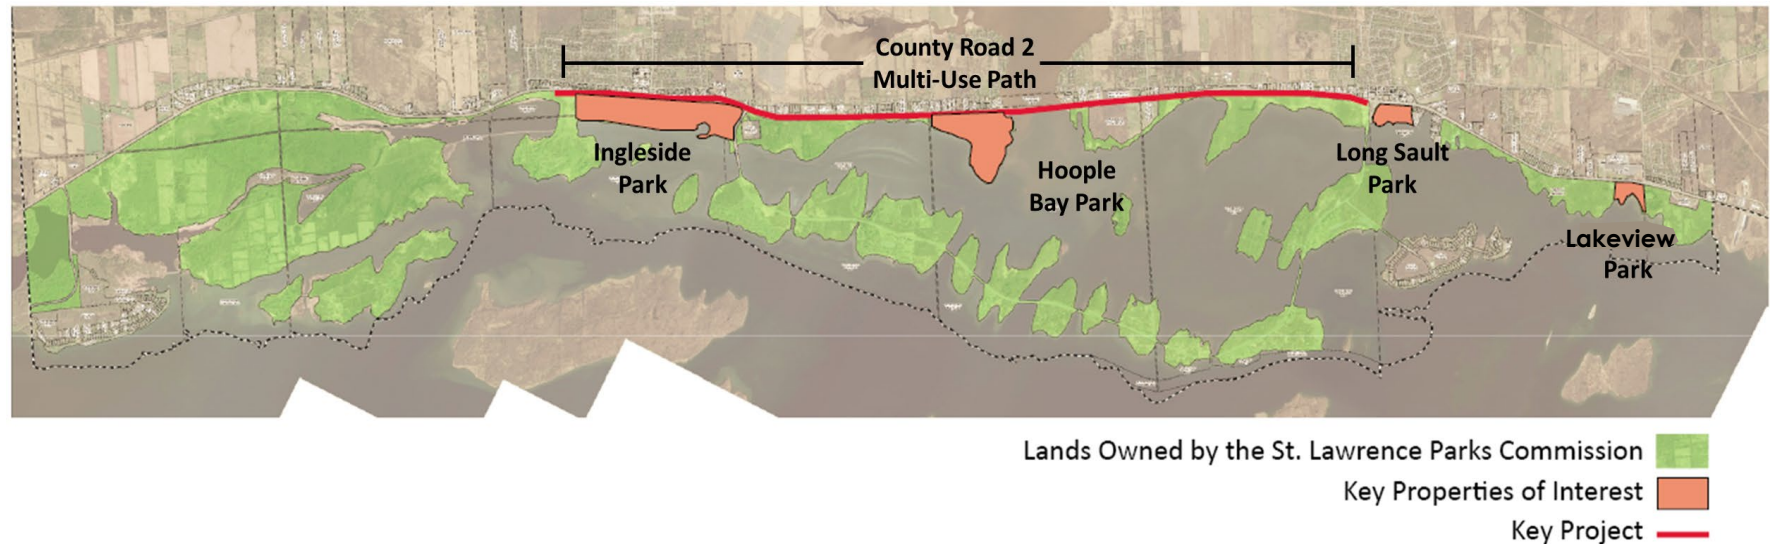 County Road 2
Multi-Use Path
Ingleside
Park
Hoople
Bay Park
Long Sault
Park
Lakeview
Park
Lands Owned by the St. Lawrence Parks Commission
Key Properties of Interest
Key Project